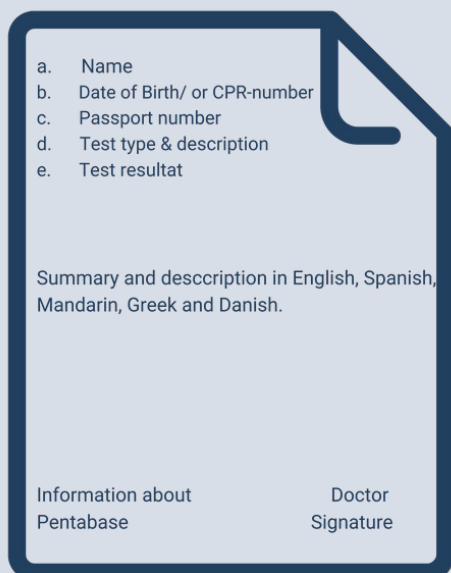 a. Name
b. Date of Birth/ or CPR-number
c. Passport number
d. Test type & description
e. Test resultat
Summary and desccription in English, Spanish,
Mandarin, Greek and Danish.
Information about Doctor
Pentabase Signature